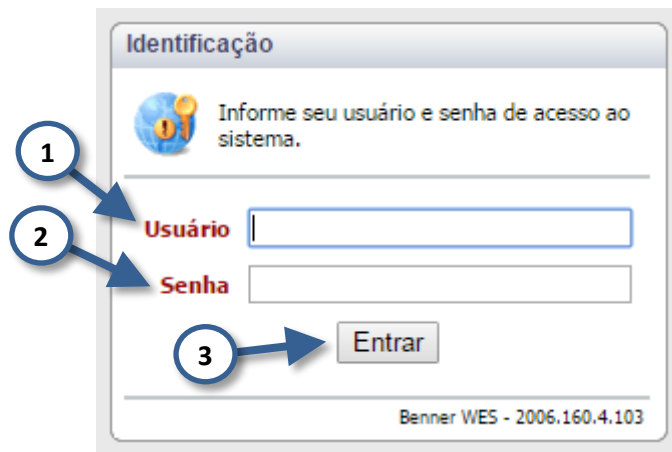 Identificação
Informe seu usuário e senha de acesso ao
sistema.
1
Usuário
2
Senha
3
Entrar
Benner WES - 2006.160.4.103